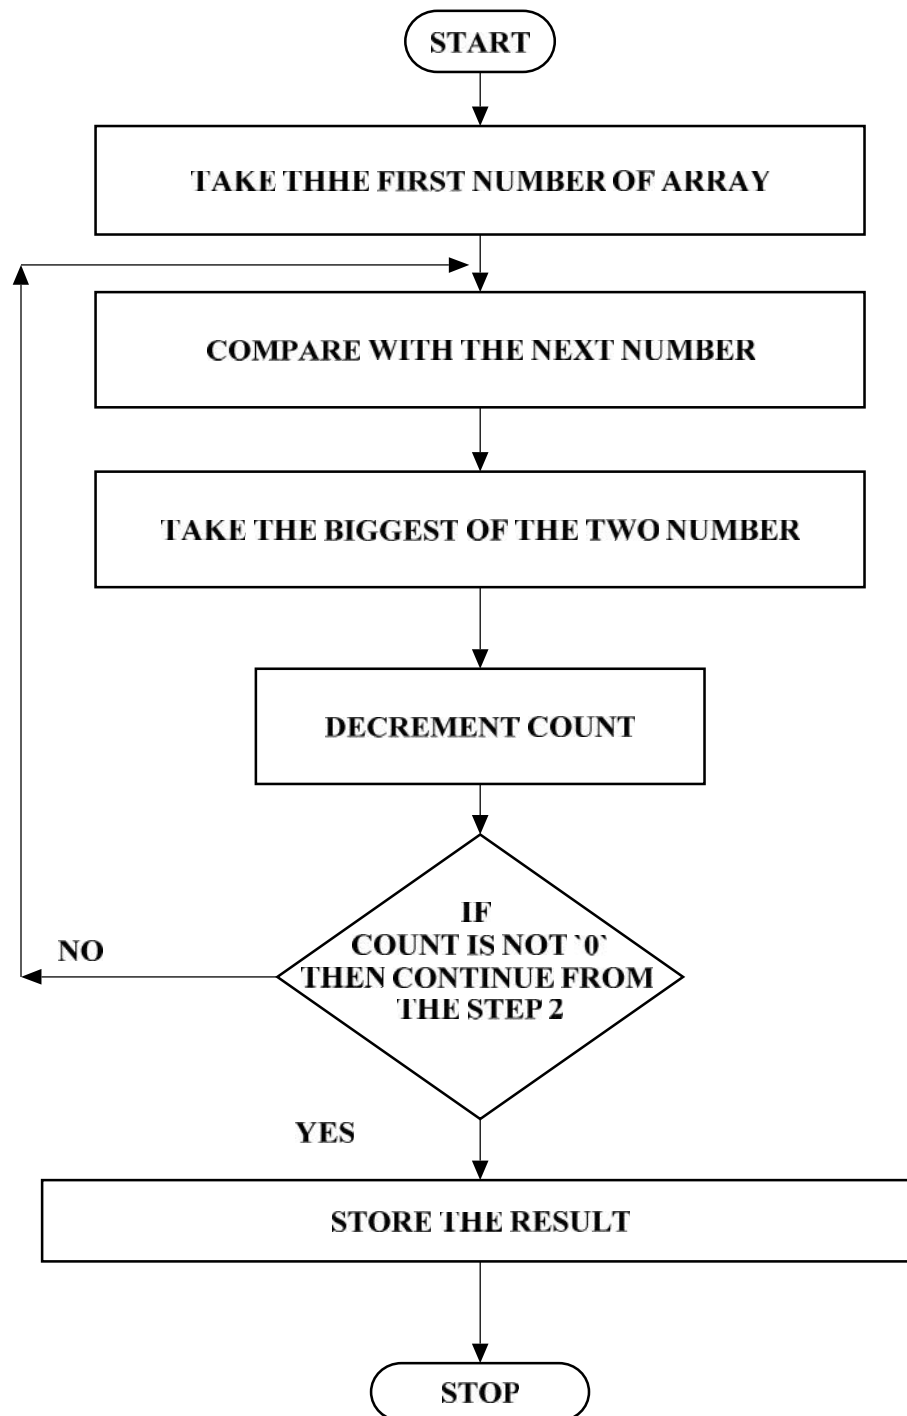 START
TAKE THHE FIRST NUMBER OF ARRAY
COMPARE WITH THE NEXT NUMBER
TAKE THE BIGGEST OF THE TWO NUMBER
DECREMENT COUNT
IF
COUNT IS NOT `0`
THEN CONTINUE FROM
THE STEP 2
NO
YES
STORE THE RESULT
STOP